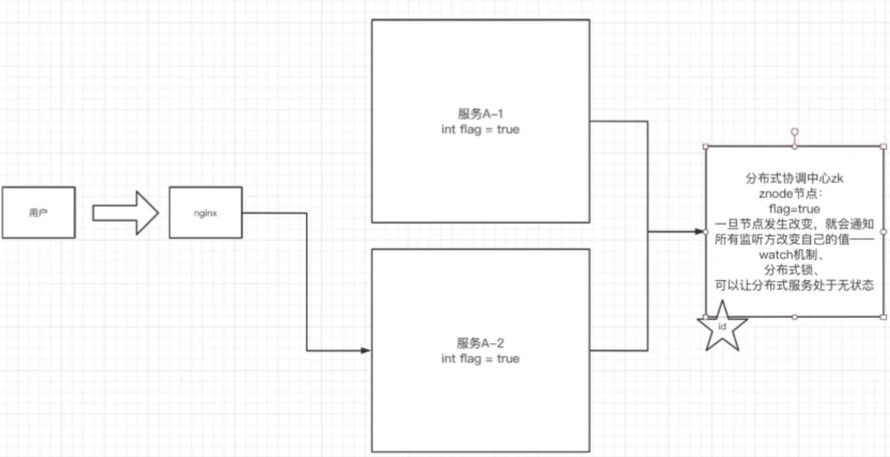 用户
nginx
服务A-1
int flag = true
服务A-2
int flag = true
分布式协调中心zk
znode节点：
flag=true
一旦节点发生改变，就会通知
所有监听方改变自己的值——
watch机制、
分布式锁、
可以让分布式服务处于无状态
id